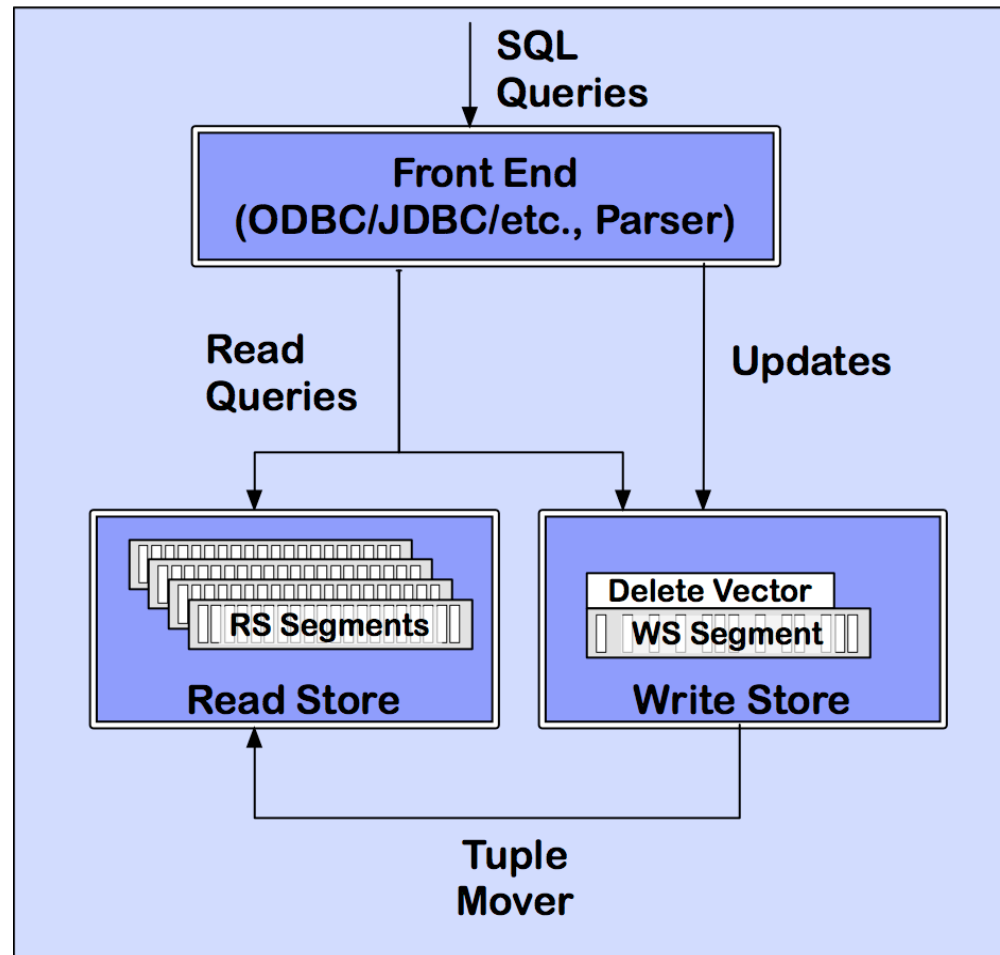 SQL
Queries
Front End
(ODBC/JDBC/etc., Parser)
Read
Queries
Updates
RS Segments
Read Store
Delete Vector
WS Segment
Write Store
Tuple
Mover